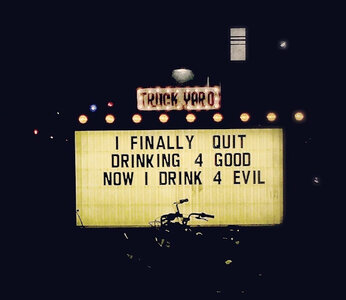 TRUCK YARD
I FINALLY QUIT
DRINKING 4 GOOD
NOW I DRINK 4 EVIL